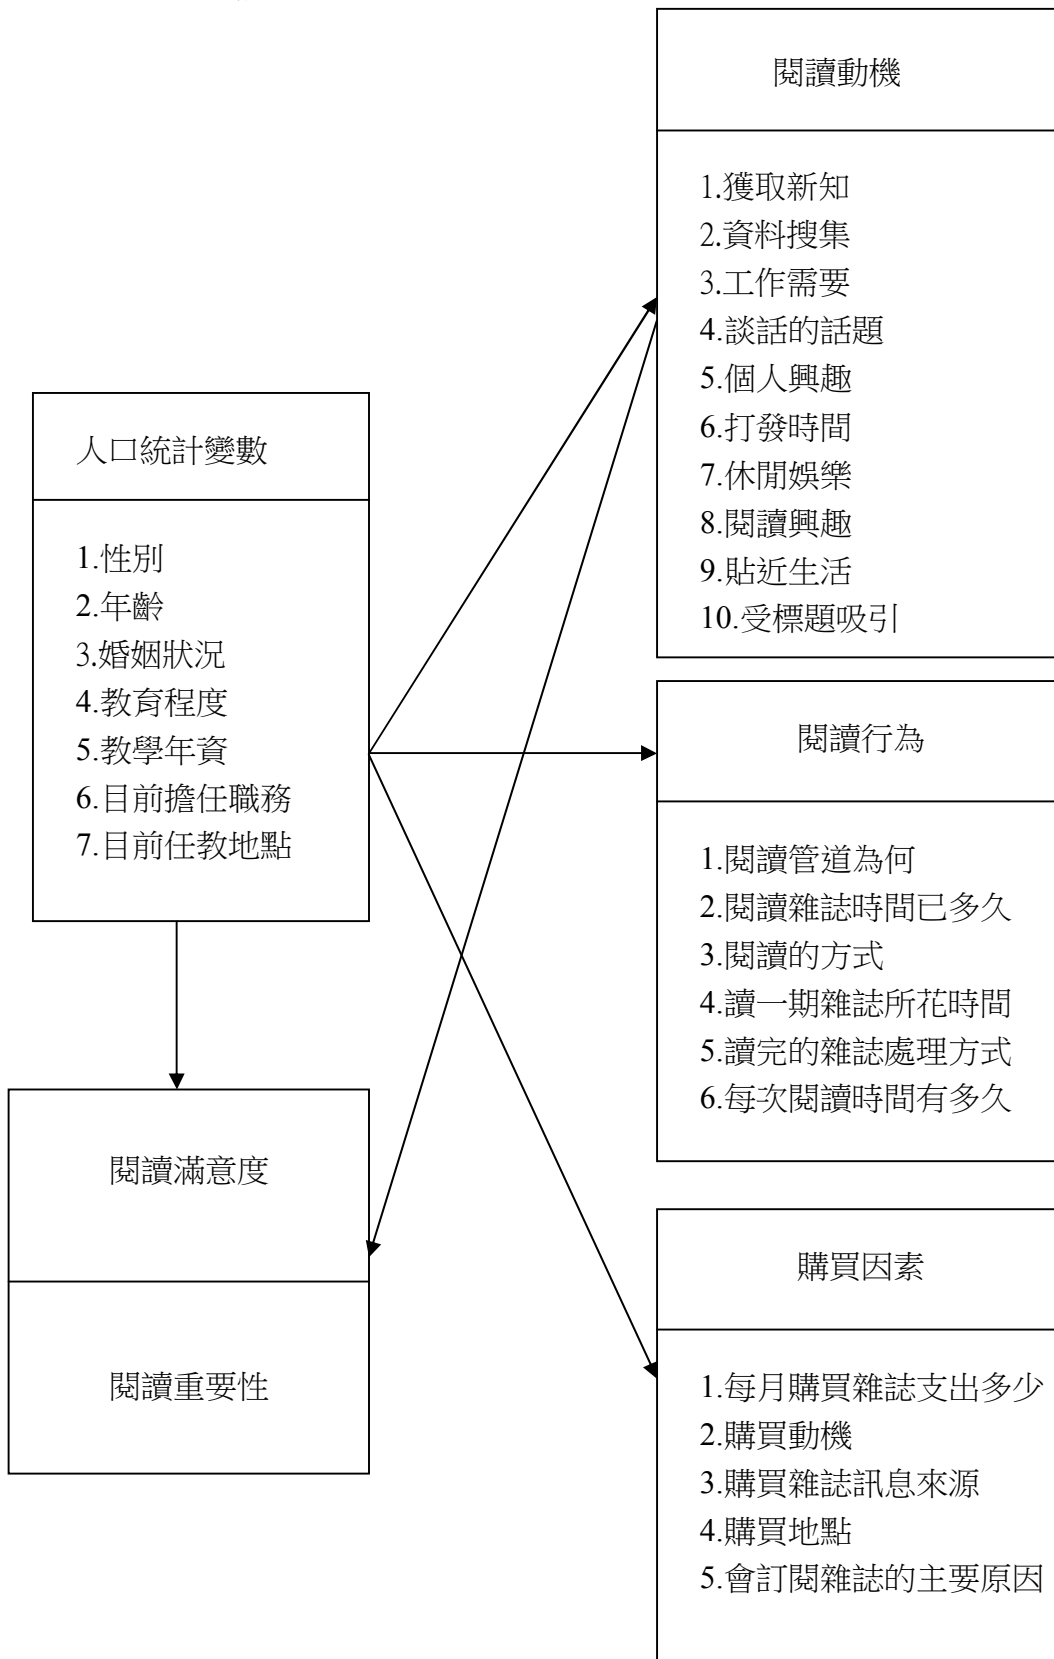 閱讀動機
1.獲取新知
2.資料搜集
3.工作需要
4.談話的話題
5.個人興趣
6.打發時間
7.休閒娛樂
8.閱讀興趣
9.貼近生活
10.受標題吸引
人口統計變數
1.性別
2.年齡
3.婚姻狀況
4.教育程度
5.教學年資
6.目前擔任職務
7.目前任教地點
閱讀行為
1.閱讀管道為何
2.閱讀雜誌時間已多久
3.閱讀的方式
4.讀一期雜誌所花時間
5.讀完的雜誌處理方式
6.每次閱讀時間有多久
閱讀滿意度
閱讀重要性
購買因素
1.每月購買雜誌支出多少
2.購買動機
3.購買雜誌訊息來源
4.購買地點
5.會訂閱雜誌的主要原因